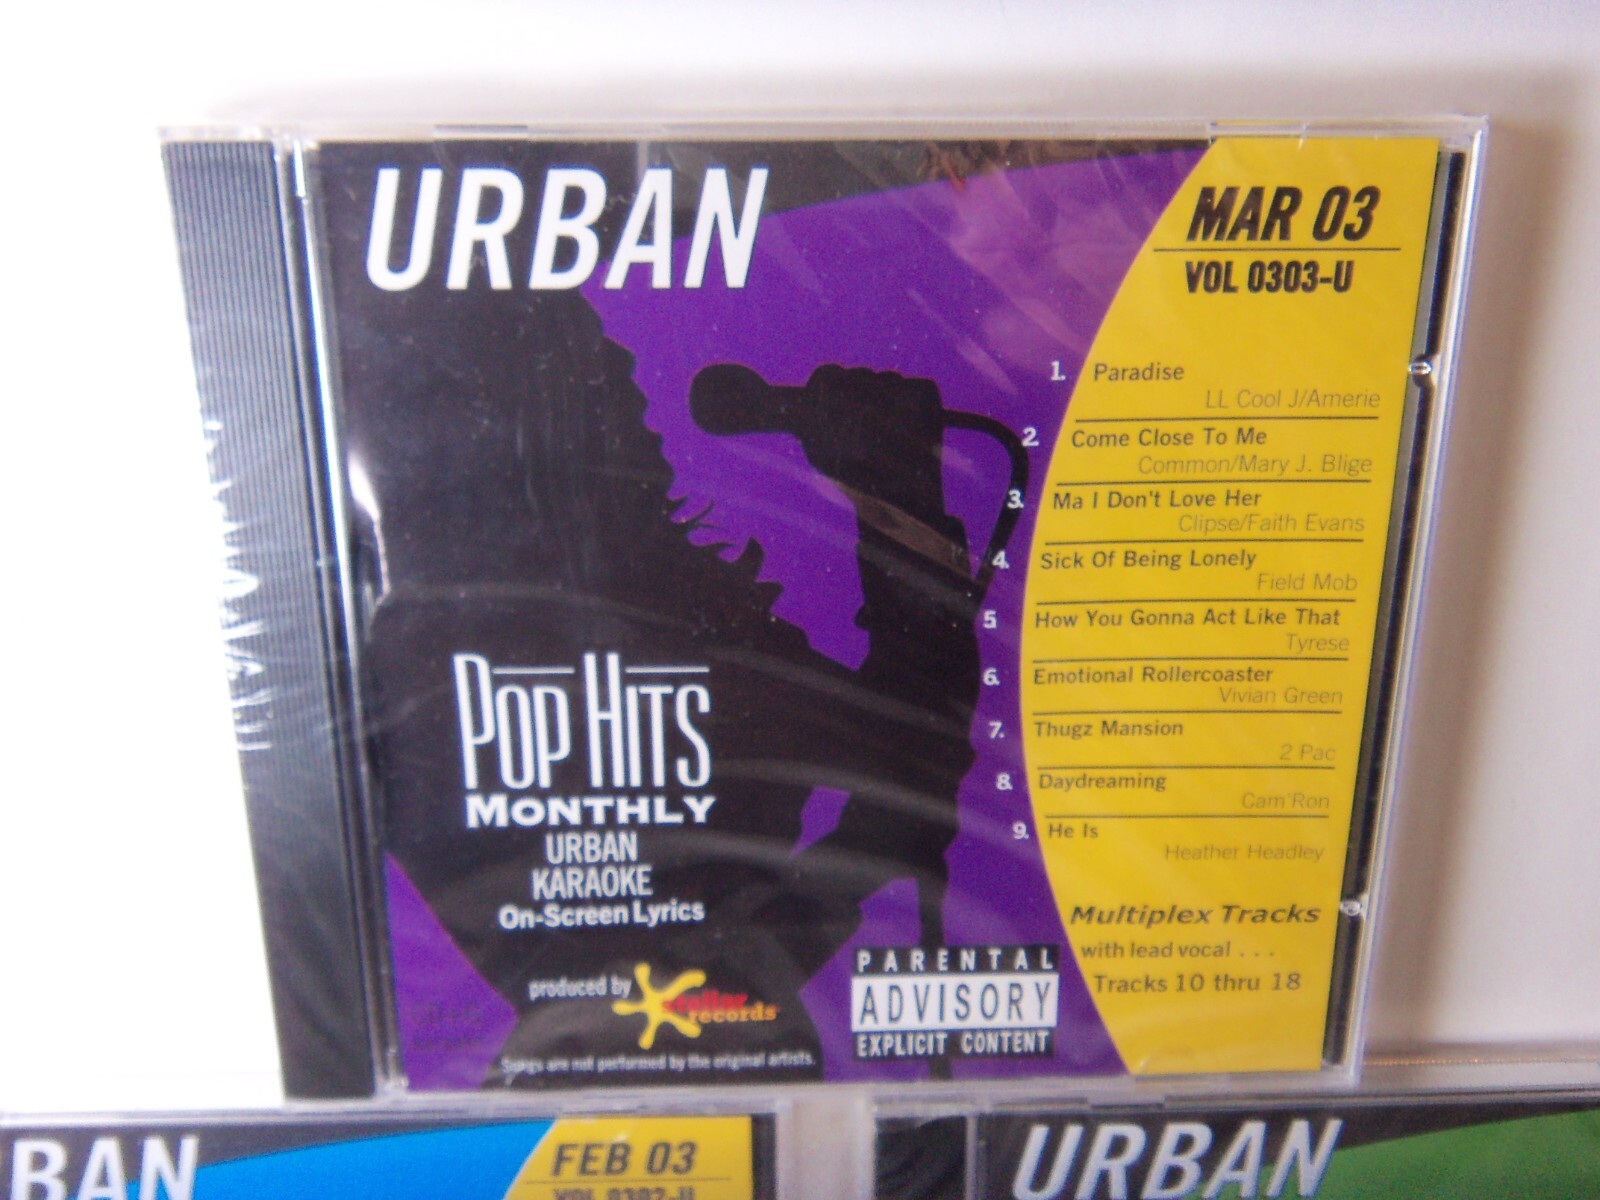 URBAN
MAR 03
VOL 0303-U
1. Paradise
LL Cool J/Amerie
2. Come Close To Me
Common/Mary J. Blige
3. Ma I Don't Love Her
Clipse/Faith Evans
4. Sick Of Being Lonely
Field Mob
5. How You Gonna Act Like That
Tyrese
6. Emotional Rollercoaster
Vivian Green
7. Thugz Mansion
2 Pac
8. Daydreaming
Cam'Ron
9. He Is
Heather Headley
Multiplex Tracks
with lead vocal . . .
Tracks 10 thru 18
POP HITS
MONTHLY
URBAN
KARAOKE
On-Screen Lyrics
produced by
stellar
records
Songs are not performed by the original artists.
PARENTAL
ADVISORY
EXPLICIT CONTENT
BAN
FEB 03
VOL 0302-U
URBAN